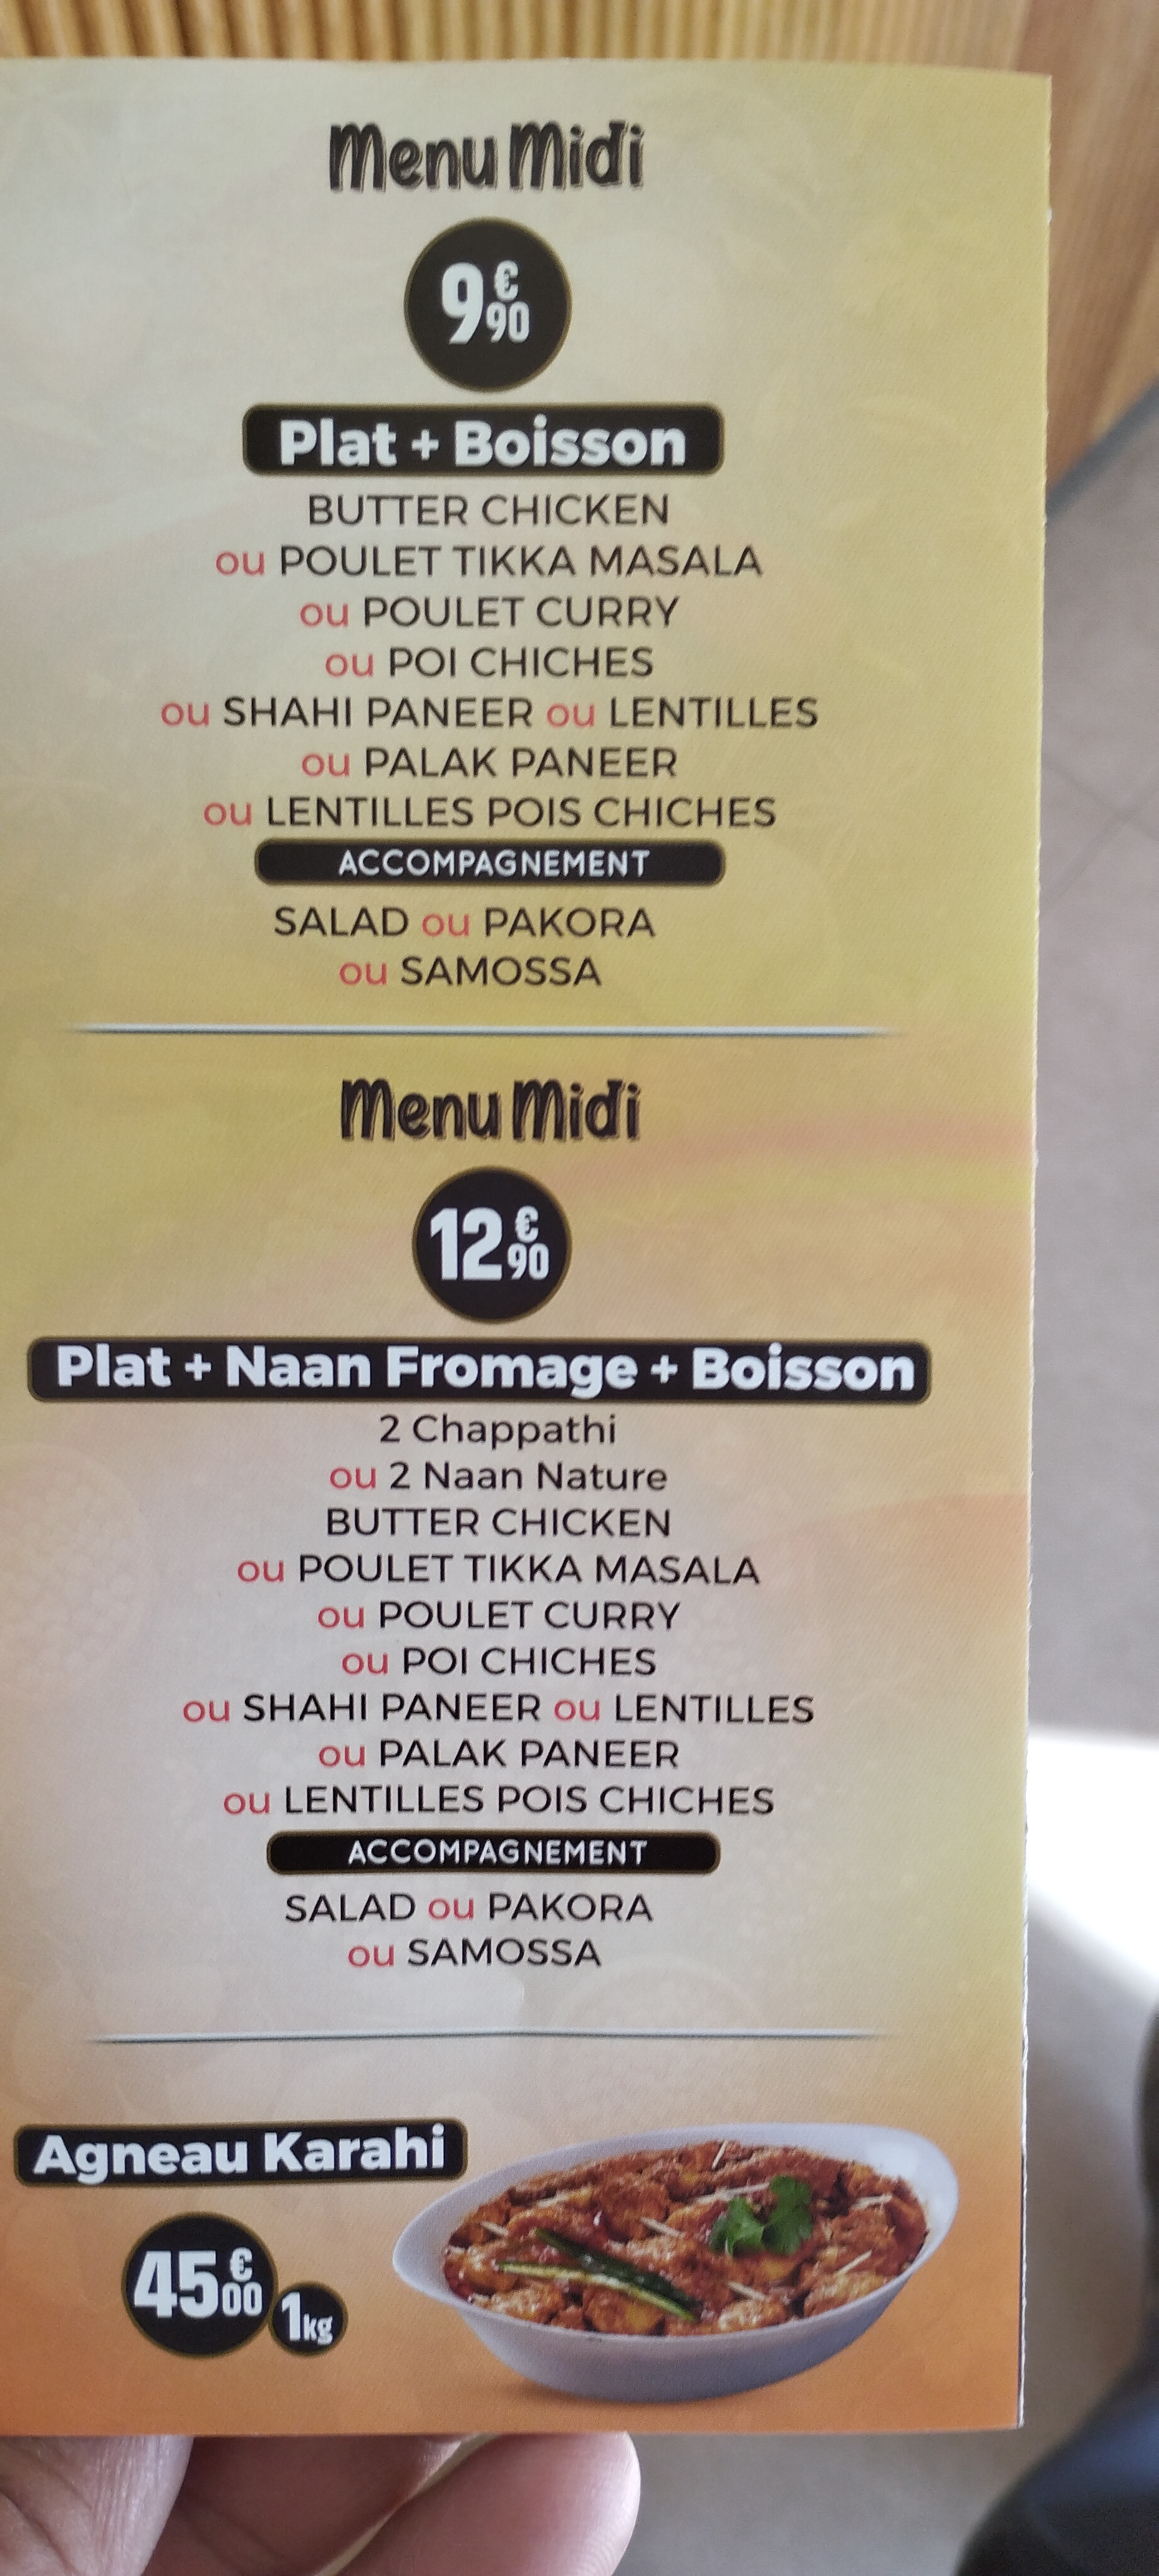 Menu Midi
9€90
Plat + Boisson
BUTTER CHICKEN
ou POULET TIKKA MASALA
ou POULET CURRY
ou POI CHICHES
ou SHAHI PANEER ou LENTILLES
ou PALAK PANEER
ou LENTILLES POIS CHICHES
ACCOMPAGNEMENT
SALAD ou PAKORA
ou SAMOSSA
Menu Midi
12€90
Plat + Naan Fromage + Boisson
2 Chappathi
ou 2 Naan Nature
BUTTER CHICKEN
ou POULET TIKKA MASALA
ou POULET CURRY
ou POI CHICHES
ou SHAHI PANEER ou LENTILLES
ou PALAK PANEER
ou LENTILLES POIS CHICHES
ACCOMPAGNEMENT
SALAD ou PAKORA
ou SAMOSSA
Agneau Karahi
45€00
1kg